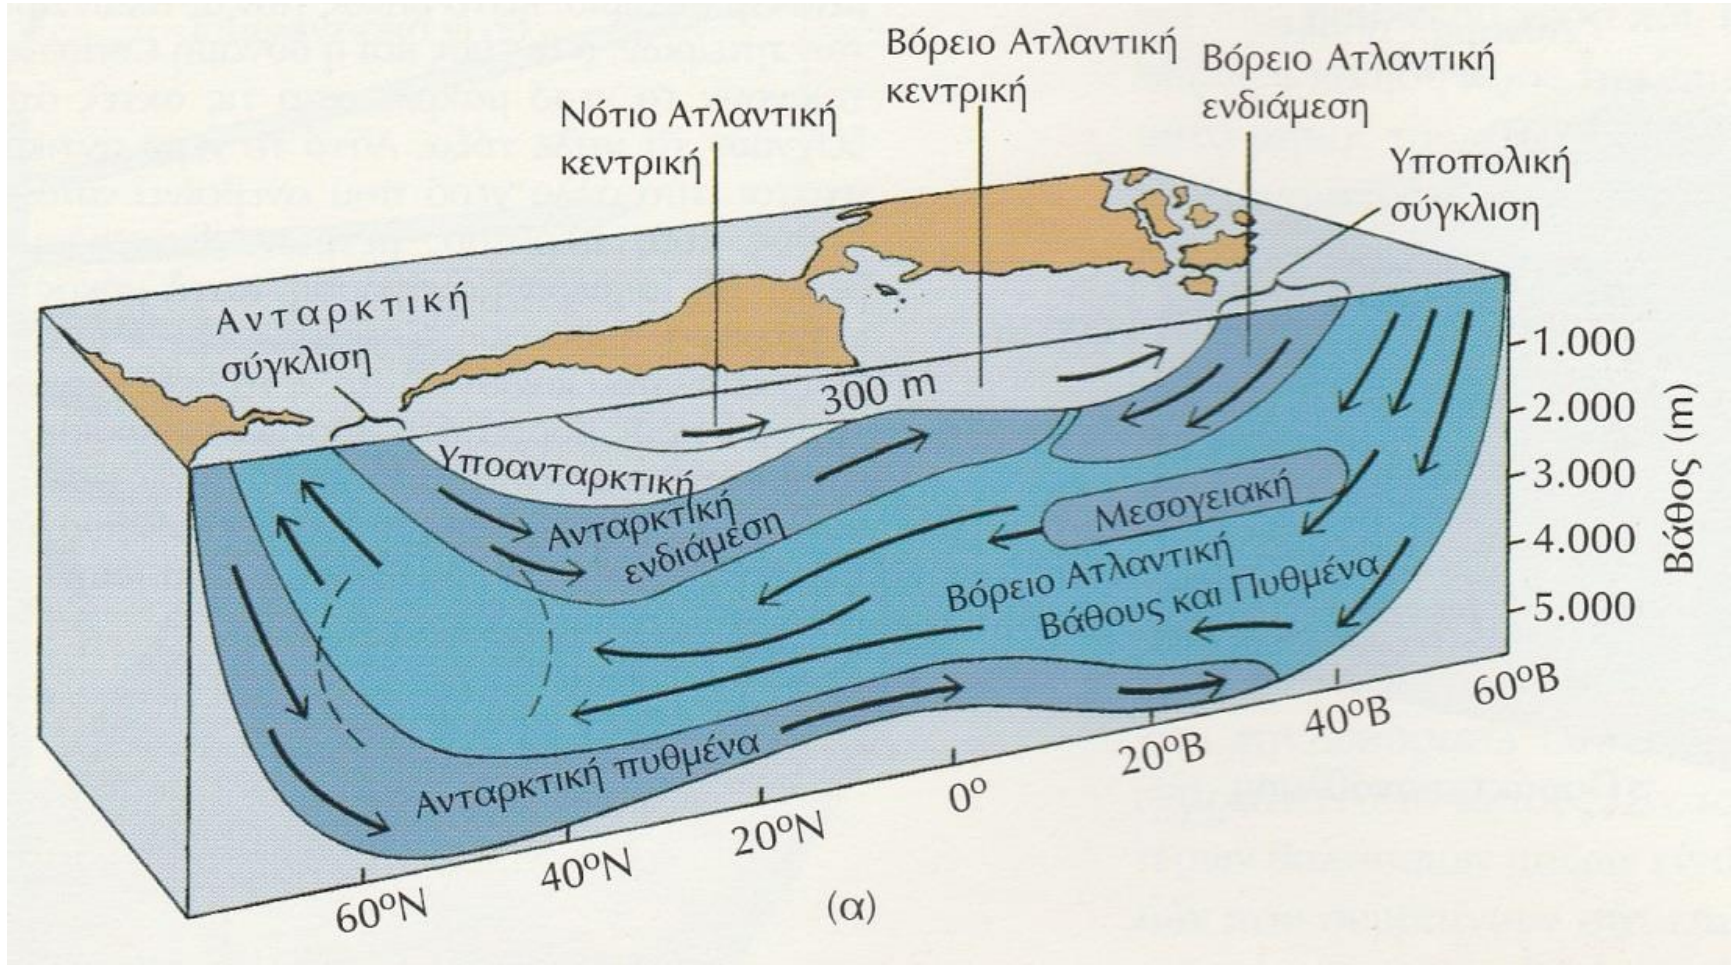 Βόρειο Ατλαντική
κεντρική
Βόρειο Ατλαντική
ενδιάμεση
Νότιο Ατλαντική
κεντρική
Υποπολική
σύγκλιση
Ανταρκτική
σύγκλιση
300 m
Υποανταρκτική
Ανταρκτική
ενδιάμεση
Μεσογειακή
Βόρειο Ατλαντική
Βάθους και Πυθμένα
Ανταρκτική πυθμένα
1.000
2.000
3.000
4.000
5.000
Βάθος (m)
60°N
40°N
20°N
0°
20°B
40°B
60°B
(α)